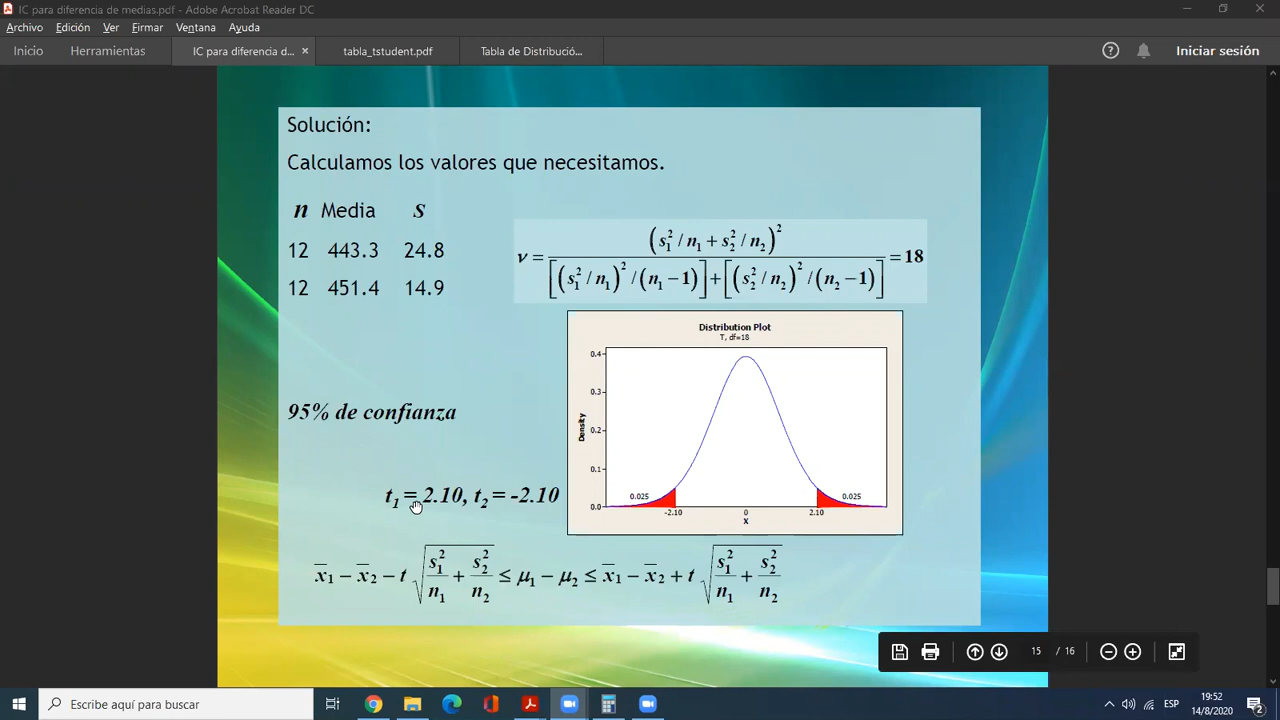 IC para diferencia de medias.pdf - Adobe Acrobat Reader DC
Archivo Edición Ver Firmar Ventana Ayuda
Inicio Herramientas IC para diferencia de d... × tabla_tstudent.pdf Tabla de Distribució... Iniciar sesión
Solución:
Calculamos los valores que necesitamos.
n Media S
12 443.3 24.8
12 451.4 14.9
ν = (s₁²/n₁ + s₂²/n₂)² / [(s₁²/n₁)²/(n₁−1)] + [(s₂²/n₂)²/(n₂−1)] = 18
Distribution Plot
T, df=18
0.4
0.3
0.2
0.1
0.0
Density
0.025
0.025
-2.10 0 2.10
X
95% de confianza
t₁ = 2.10, t₂ = -2.10
x̄₁ − x̄₂ − t √(s₁²/n₁ + s₂²/n₂) ≤ μ₁ − μ₂ ≤ x̄₁ − x̄₂ + t √(s₁²/n₁ + s₂²/n₂)
15 / 16
Escribe aquí para buscar
ESP
19:52
14/8/2020
2